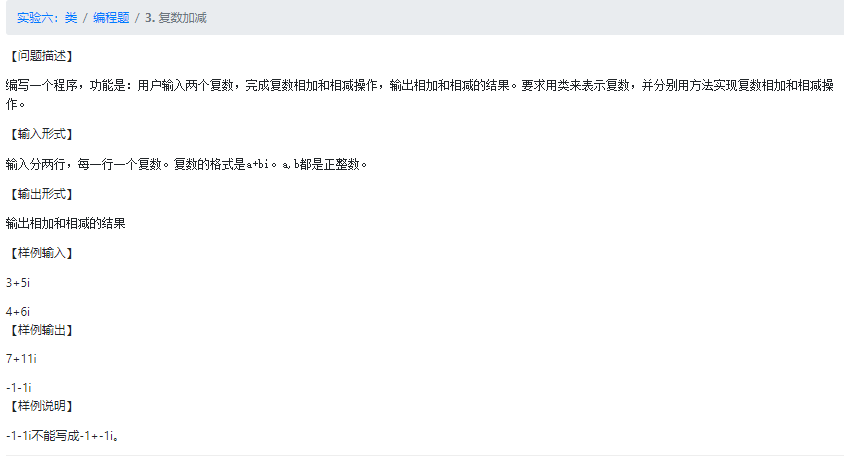 实验六：类 / 编程题 / 3. 复数加减
【问题描述】
编写一个程序，功能是：用户输入两个复数，完成复数相加和相减操作，输出相加和相减的结果。要求用类来表示复数，并分别用方法实现复数相加和相减操
作。
【输入形式】
输入分两行，每一行一个复数。复数的格式是a+bi。a,b都是正整数。
【输出形式】
输出相加和相减的结果
【样例输入】
3+5i
4+6i
【样例输出】
7+11i
-1-1i
【样例说明】
-1-1i不能写成-1+-1i。